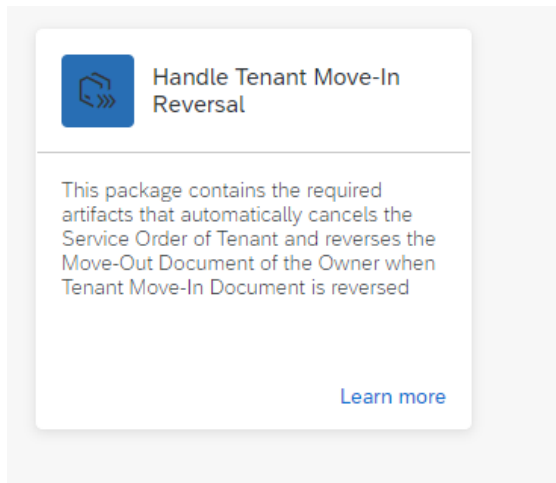 Handle Tenant Move-In
Reversal
This package contains the required
artifacts that automatically cancels the
Service Order of Tenant and reverses the
Move-Out Document of the Owner when
Tenant Move-In Document is reversed
Learn more